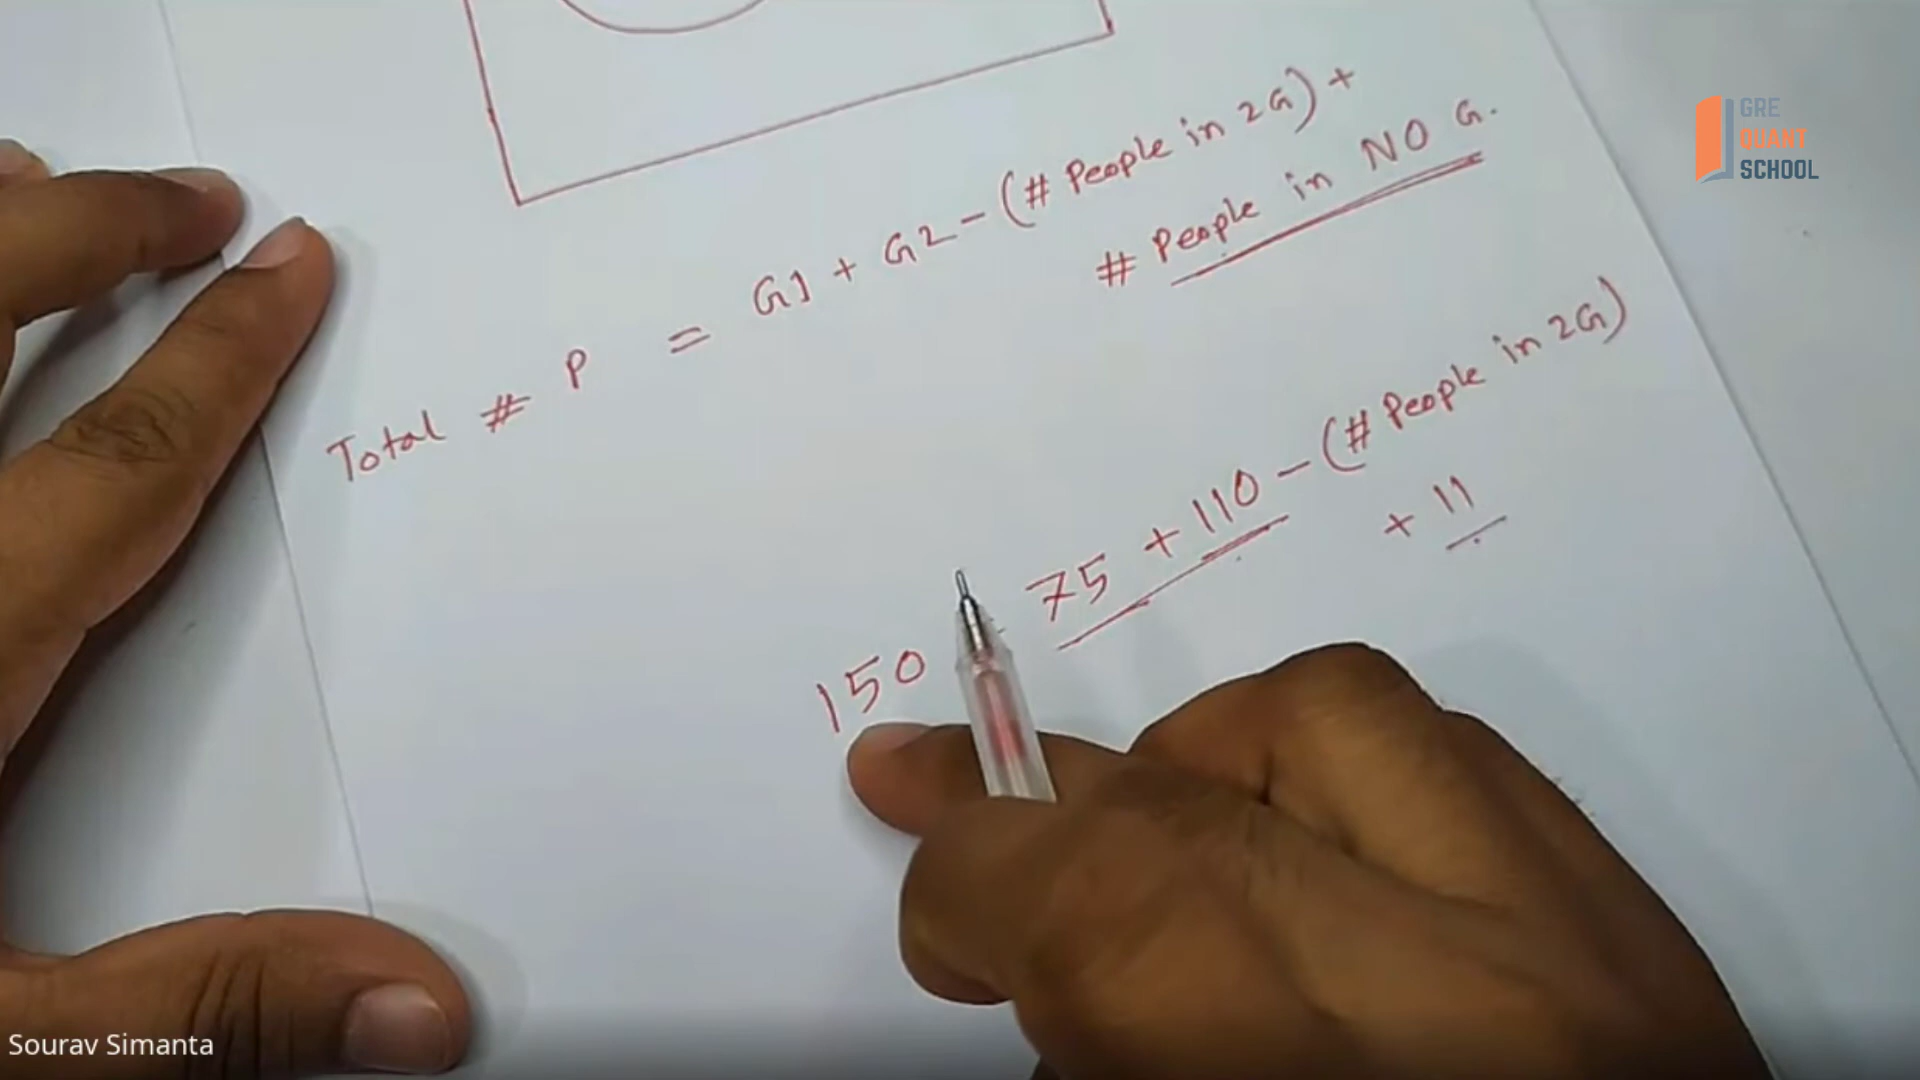 GRE
QUANT
SCHOOL
Total # P = G1 + G2 - (# People in 2G) +
# People in NO G.
150 75 + 110 - (# People in 2G)
+ 11
Sourav Simanta